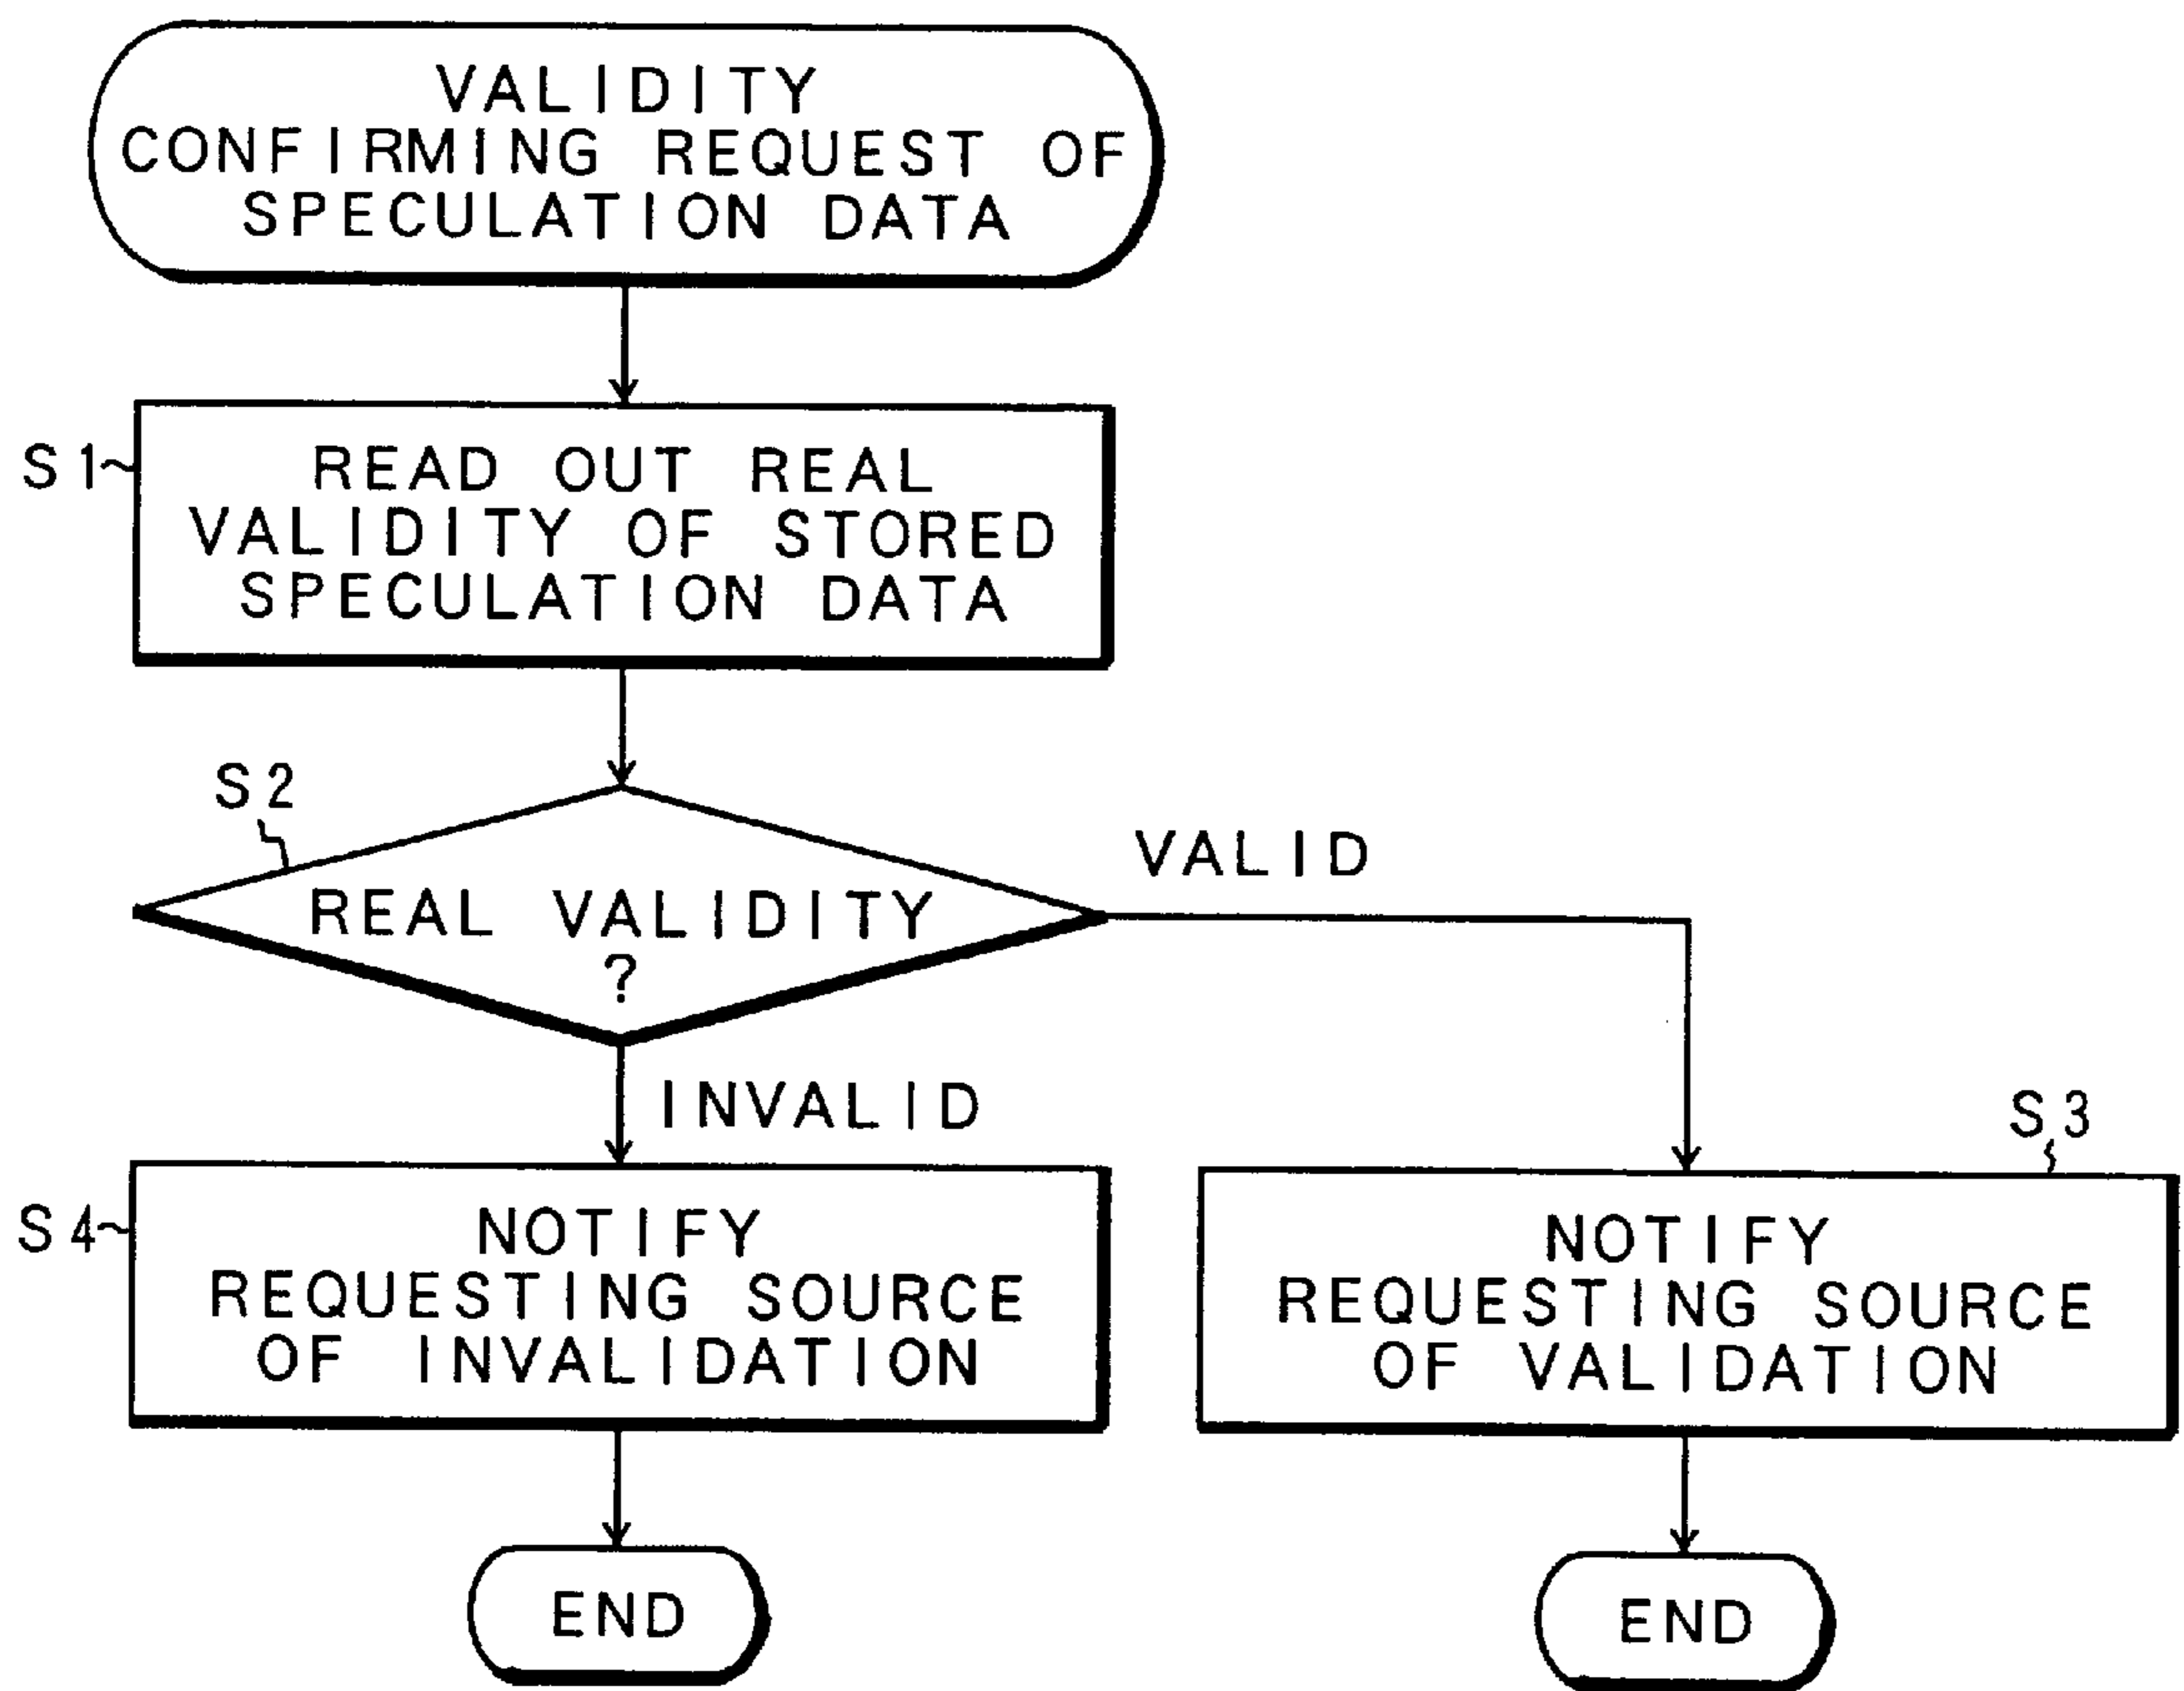 VALIDITY
CONFIRMING REQUEST OF
SPECULATION DATA
S1
READ OUT REAL
VALIDITY OF STORED
SPECULATION DATA
S2
REAL VALIDITY
?
VALID
INVALID
S4
NOTIFY
REQUESTING SOURCE
OF INVALIDATION
S3
NOTIFY
REQUESTING SOURCE
OF VALIDATION
END
END